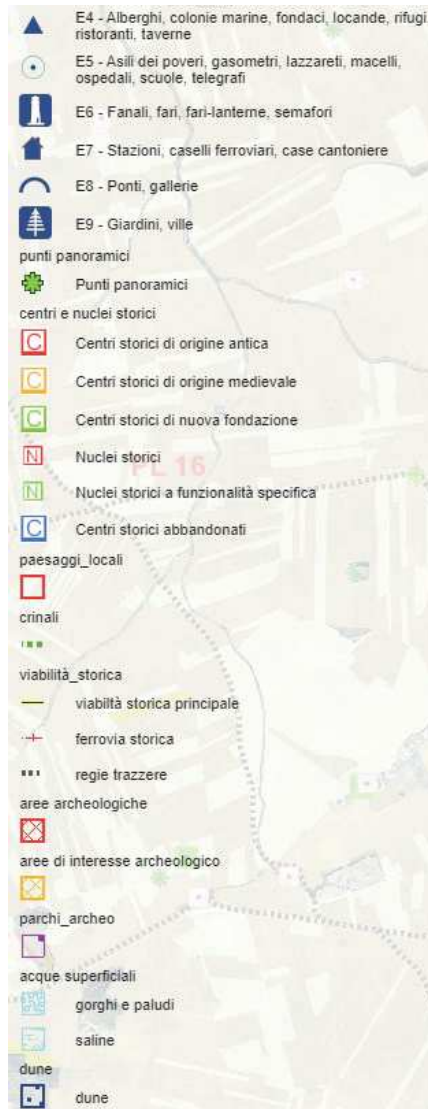 E4 - Alberghi, colonie marine, fondaci, locande, rifugi
ristoranti, taverne
E5 - Asili dei poveri, gasometri, lazzareti, macelli,
ospedali, scuole, telegrafi
E6 - Fanali, fari, fari-lanterne, semafori
E7 - Stazioni, caselli ferroviari, case cantoniere
E8 - Ponti, gallerie
E9 - Giardini, ville
punti panoramici
Punti panoramici
centri e nuclei storici
C Centri storici di origine antica
C Centri storici di origine medievale
C Centri storici di nuova fondazione
N Nuclei storici
PL 16
N Nuclei storici a funzionalità specifica
C Centri storici abbandonati
paesaggi_locali
crinali
viabilità_storica
viabiltà storica principale
ferrovia storica
regie trazzere
aree archeologiche
aree di interesse archeologico
parchi_archeo
acque superficiali
gorghi e paludi
saline
dune
dune